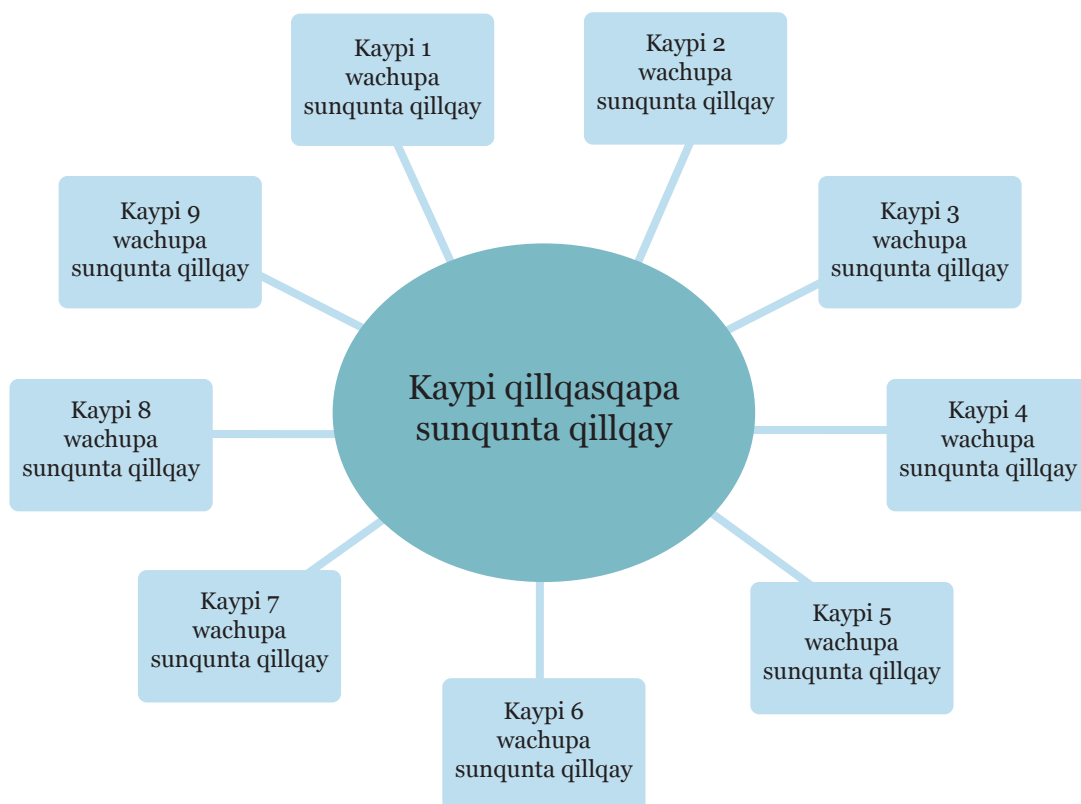 Kaypi 1
wachupa
sunqunta qillqay
Kaypi 2
wachupa
sunqunta qillqay
Kaypi 3
wachupa
sunqunta qillqay
Kaypi 4
wachupa
sunqunta qillqay
Kaypi 5
wachupa
sunqunta qillqay
Kaypi 6
wachupa
sunqunta qillqay
Kaypi 7
wachupa
sunqunta qillqay
Kaypi 8
wachupa
sunqunta qillqay
Kaypi 9
wachupa
sunqunta qillqay
Kaypi qillqasqapa
sunqunta qillqay